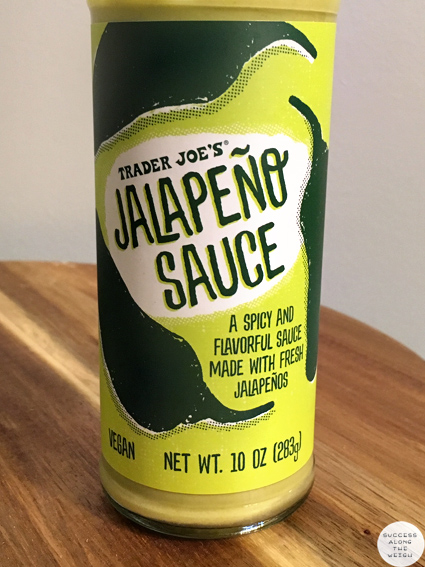 TRADER JOE'S®
JALAPEÑO
SAUCE
A SPICY AND
FLAVORFUL SAUCE
MADE WITH FRESH
JALAPEÑOS
VEGAN
NET WT. 10 OZ (283g)
SUCCESS
ALONG
THE
WEIGH